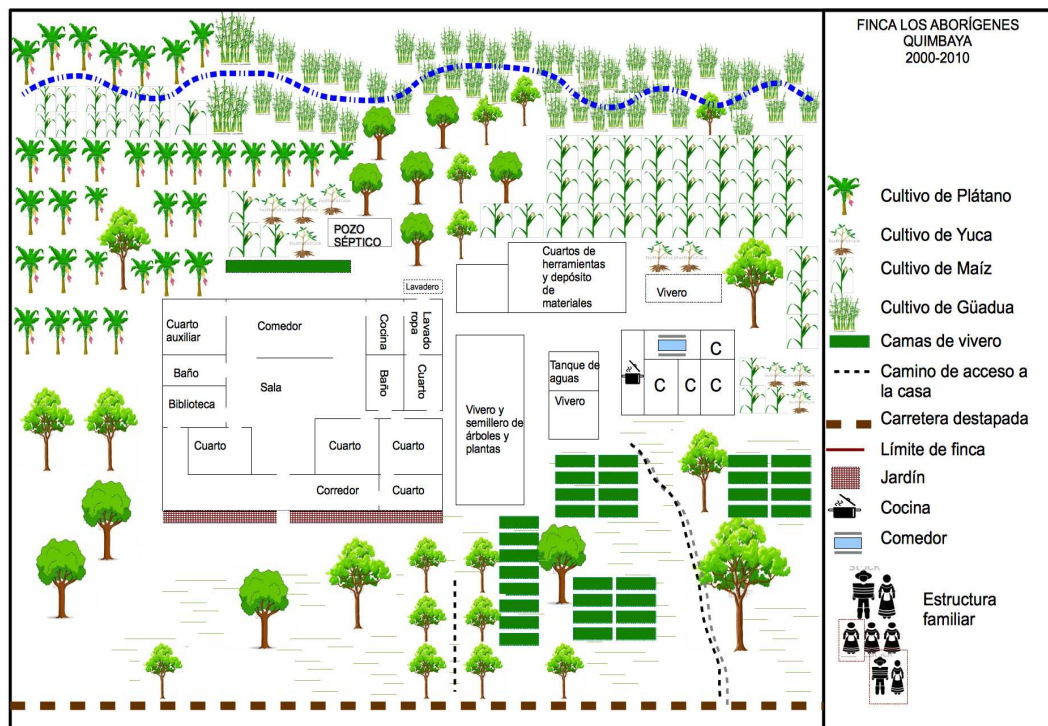 FINCA LOS ABORÍGENES
QUIMBAYA
2000-2010
POZO
SÉPTICO
Cuartos de
herramientas
y depósito
de
materiales
Vivero
Lavadero
Cuarto
auxiliar
Comedor
Cocina
Lavado
ropa
Baño
Sala
Baño
Cuarto
Biblioteca
Cuarto
Cuarto
Cuarto
Corredor
Cuarto
Vivero y
semillero de
árboles y
plantas
Tanque de
aguas
Vivero
C
C
C
C
Cultivo de Plátano
Cultivo de Yuca
Cultivo de Maíz
Cultivo de Güadua
Camas de vivero
Camino de acceso a
la casa
Carretera destapada
Límite de finca
Jardín
Cocina
Comedor
Estructura
familiar